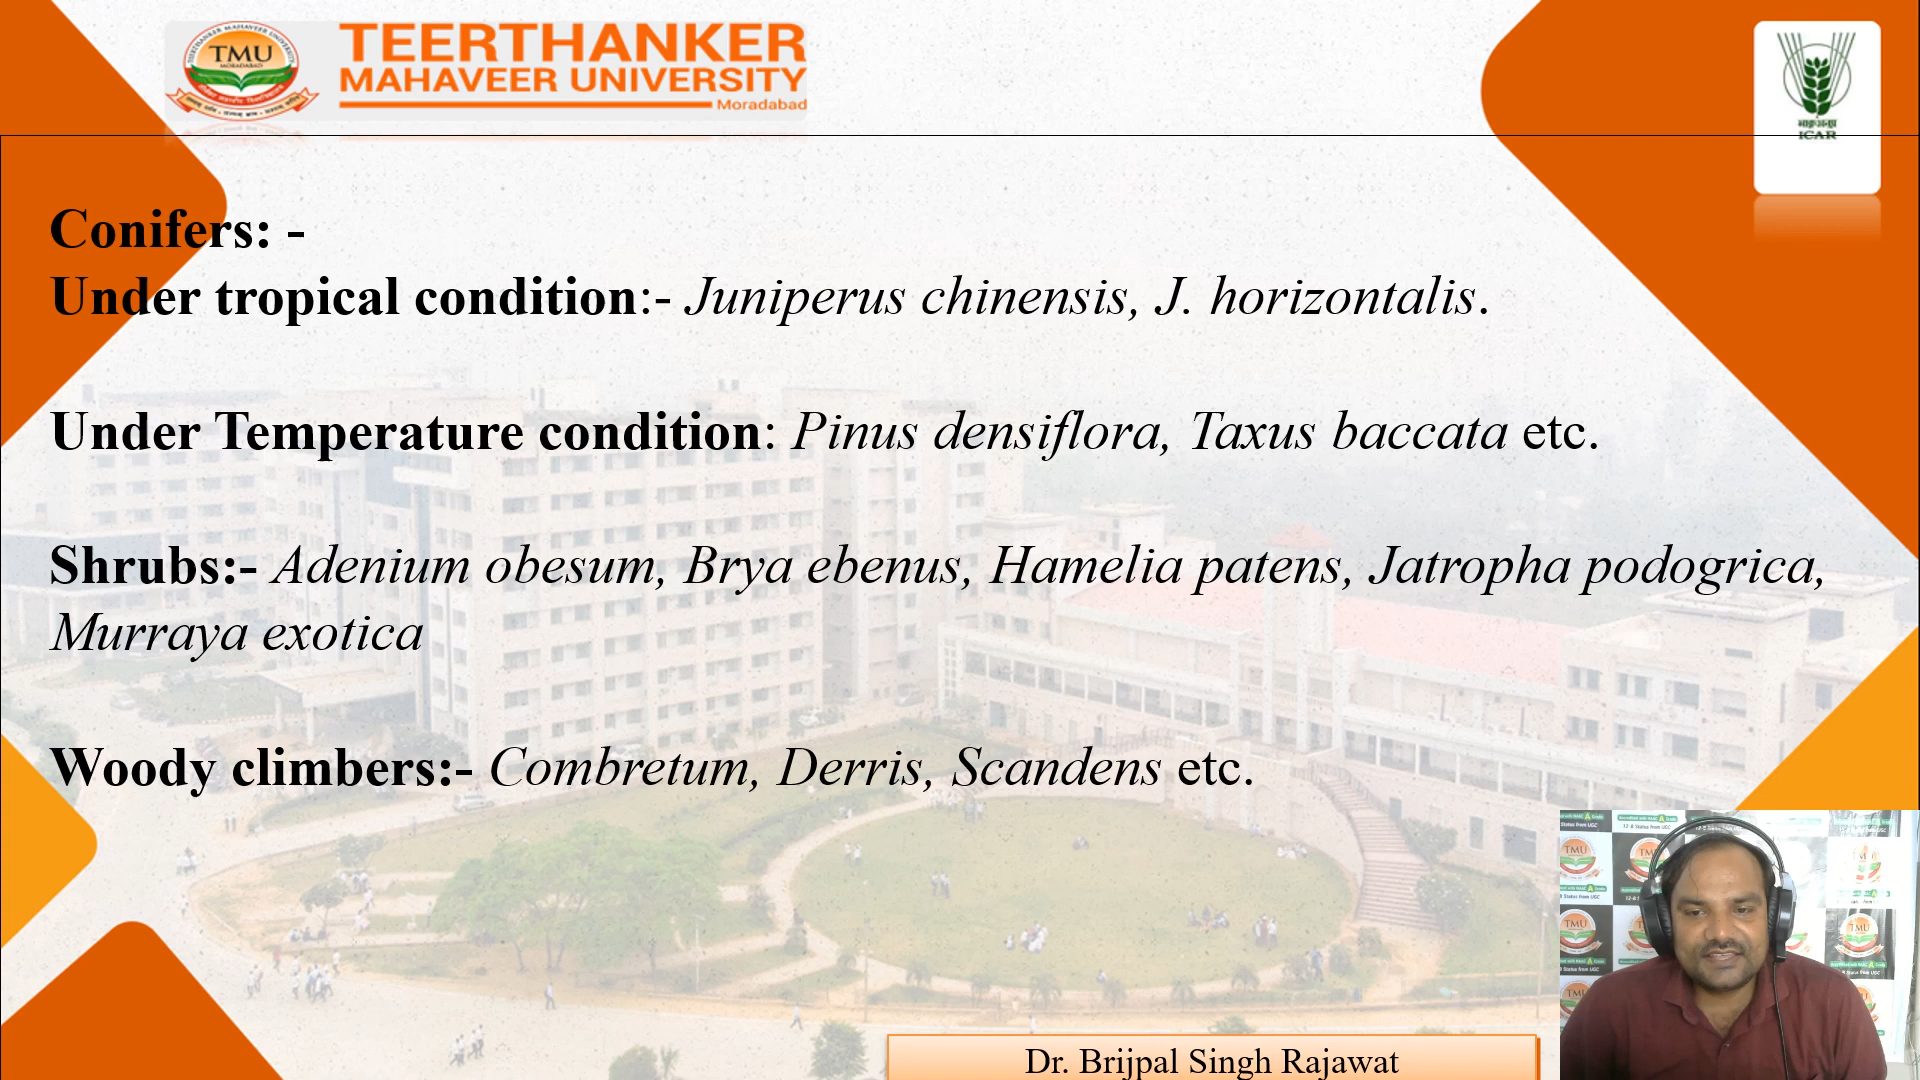 TMU
MORADABAD
TEERTHANKER
MAHAVEER UNIVERSITY
Moradabad
ICAR
Conifers: -
Under tropical condition:- Juniperus chinensis, J. horizontalis.
Under Temperature condition: Pinus densiflora, Taxus baccata etc.
Shrubs:- Adenium obesum, Brya ebenus, Hamelia patens, Jatropha podogrica,
Murraya exotica
Woody climbers:- Combretum, Derris, Scandens etc.
Dr. Brijpal Singh Rajawat